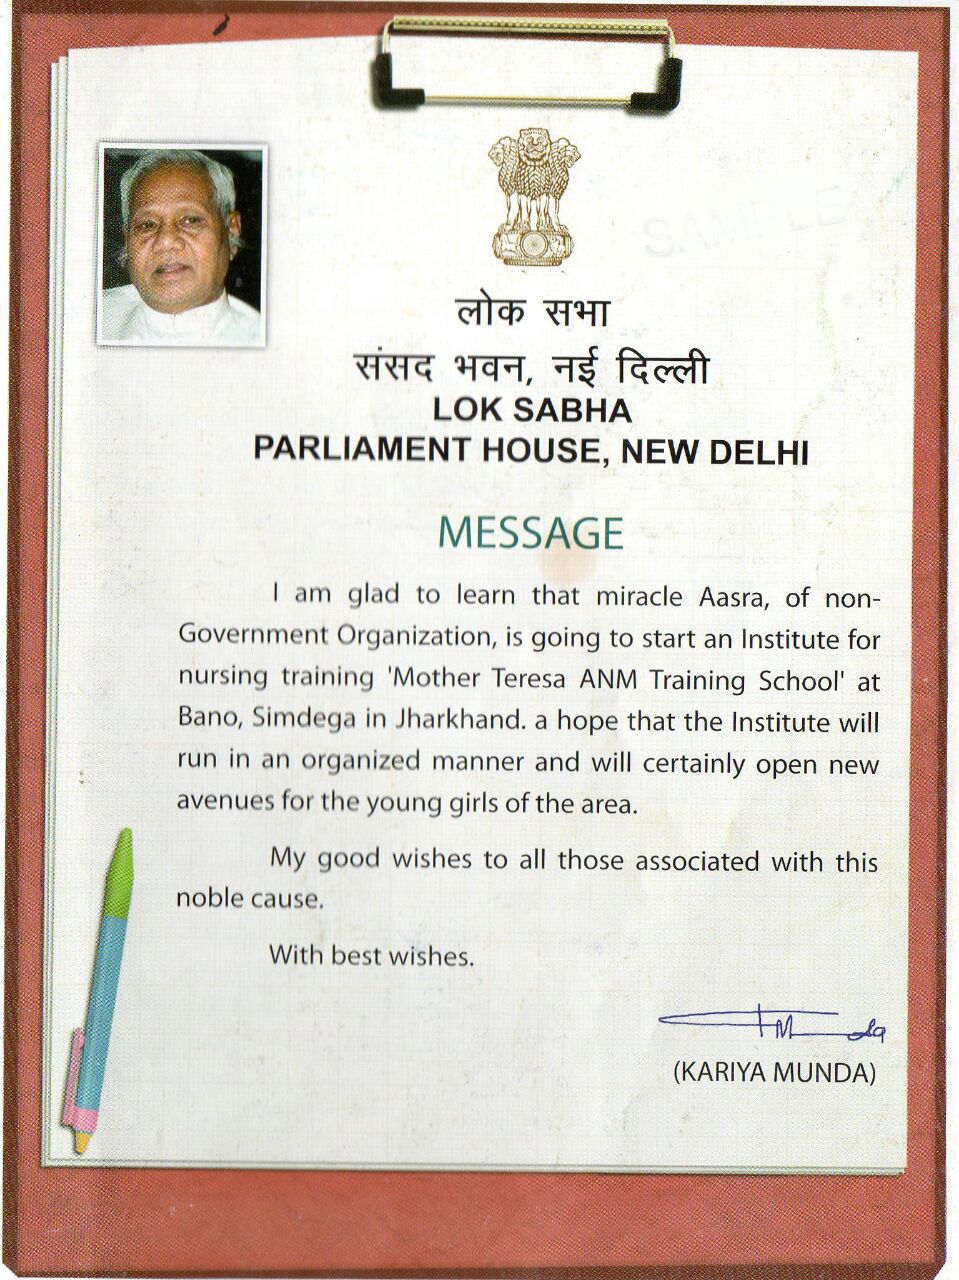 SAMPLE
लोक सभा
संसद भवन, नई दिल्ली
LOK SABHA
PARLIAMENT HOUSE, NEW DELHI
MESSAGE
I am glad to learn that miracle Aasra, of non-
Government Organization, is going to start an Institute for
nursing training 'Mother Teresa ANM Training School' at
Bano, Simdega in Jharkhand. a hope that the Institute will
run in an organized manner and will certainly open new
avenues for the young girls of the area.
My good wishes to all those associated with this
noble cause.
With best wishes.
(KARIYA MUNDA)